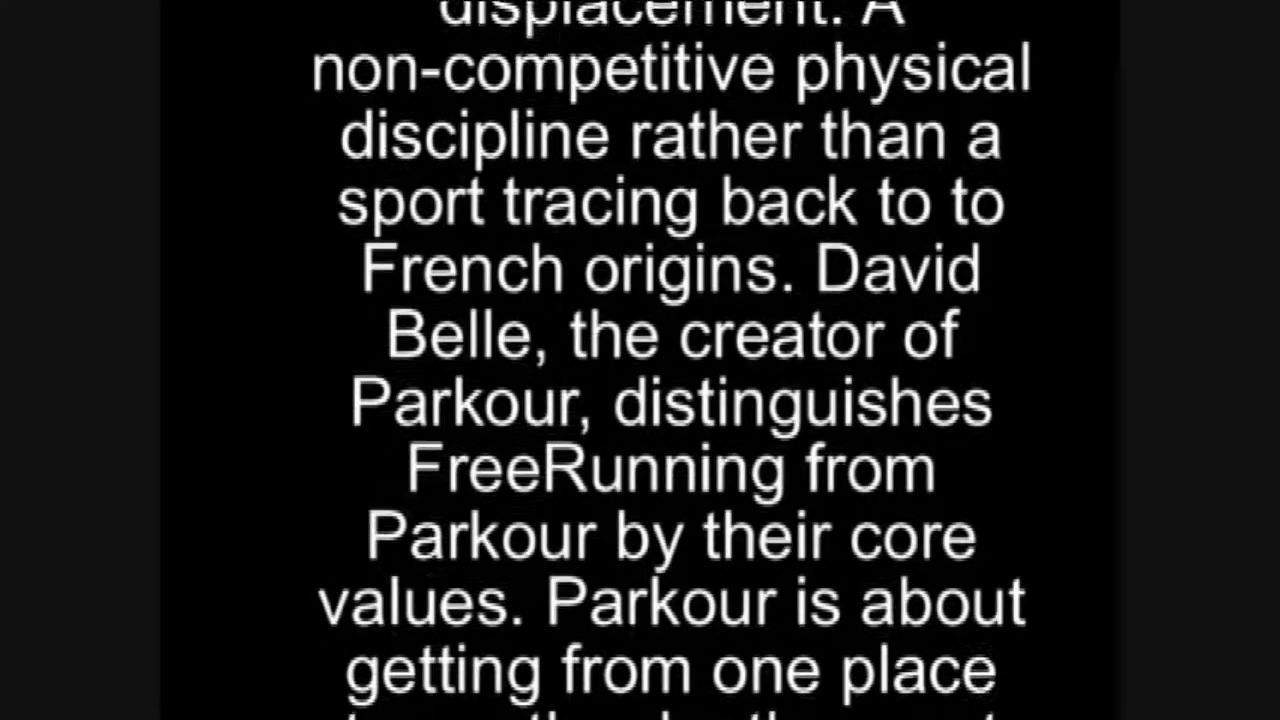 displacement. A
non-competitive physical
discipline rather than a
sport tracing back to to
French origins. David
Belle, the creator of
Parkour, distinguishes
FreeRunning from
Parkour by their core
values. Parkour is about
getting from one place